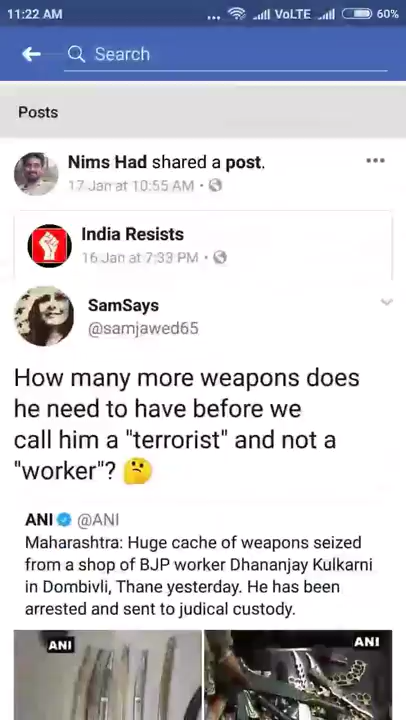 11:22 AM ... VoLTE 60%
Search
Posts
Nims Had shared a post.
17 Jan at 10:55 AM •
India Resists
16 Jan at 7:33 PM •
SamSays
@samjawed65
How many more weapons does
he need to have before we
call him a "terrorist" and not a
"worker"? 🤔
ANI @ANI
Maharashtra: Huge cache of weapons seized
from a shop of BJP worker Dhananjay Kulkarni
in Dombivli, Thane yesterday. He has been
arrested and sent to judical custody.
ANI ANI